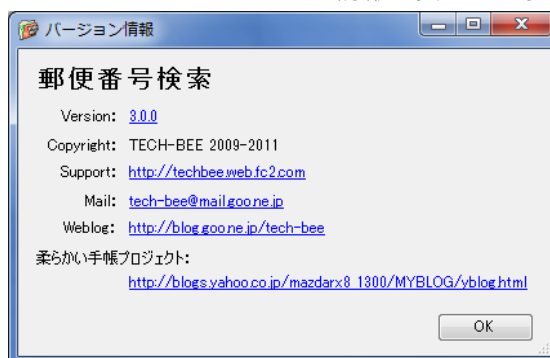 バージョン情報
郵便番号検索
Version: 3.0.0
Copyright: TECH-BEE 2009-2011
Support: http://techbee.web.fc2.com
Mail: tech-bee@mail.goo.ne.jp
Weblog: http://blog.goo.ne.jp/tech-bee
柔らかい手帳プロジェクト:
http://blogs.yahoo.co.jp/mazdarx8_1300/MYBLOG/yblog.html
OK